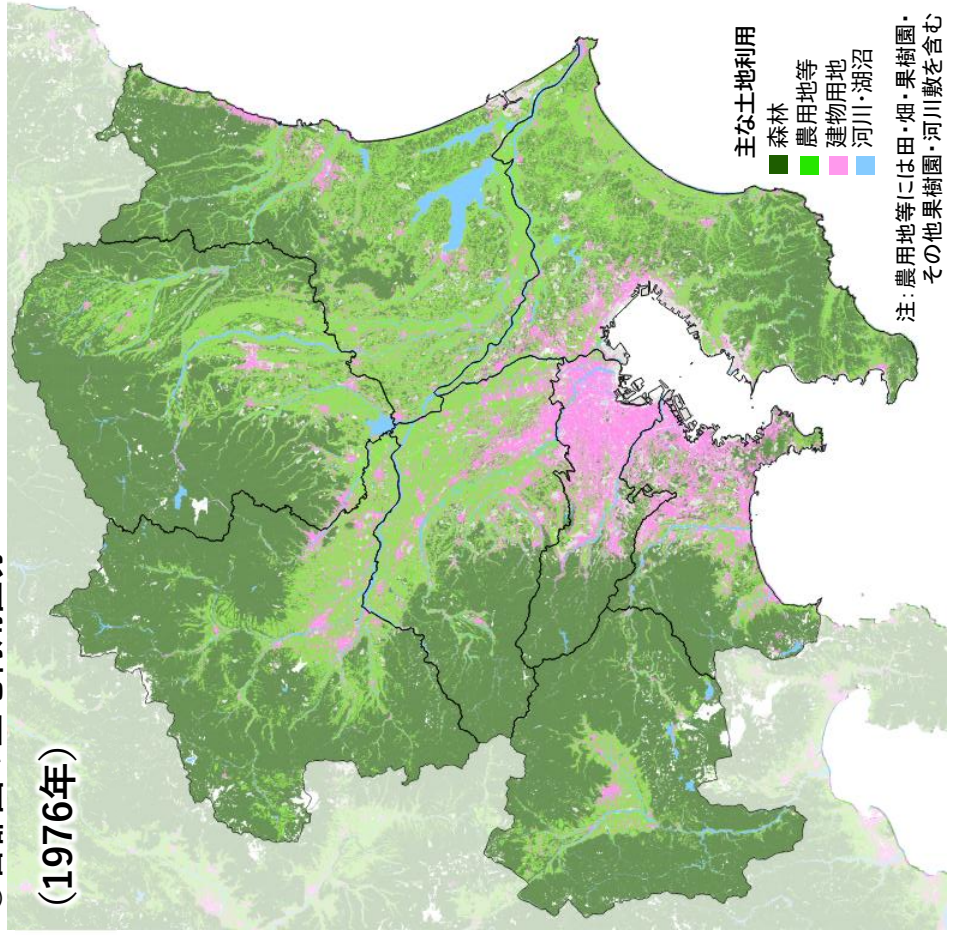 (1976年)
主な土地利用
森林
農用地等
建物用地
河川・湖沼
注：農用地等には田・畑・果樹園・
その他果樹園・河川敷を含む